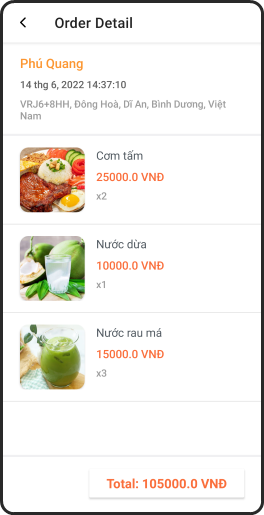 Order Detail
Phú Quang
14 thg 6, 2022 14:37:10
VRJ6+8HH, Đông Hoà, Dĩ An, Bình Dương, Việt
Nam
Cơm tấm
25000.0 VNĐ
x2
Nước dừa
10000.0 VNĐ
x1
Nước rau má
15000.0 VNĐ
x3
Total: 105000.0 VNĐ